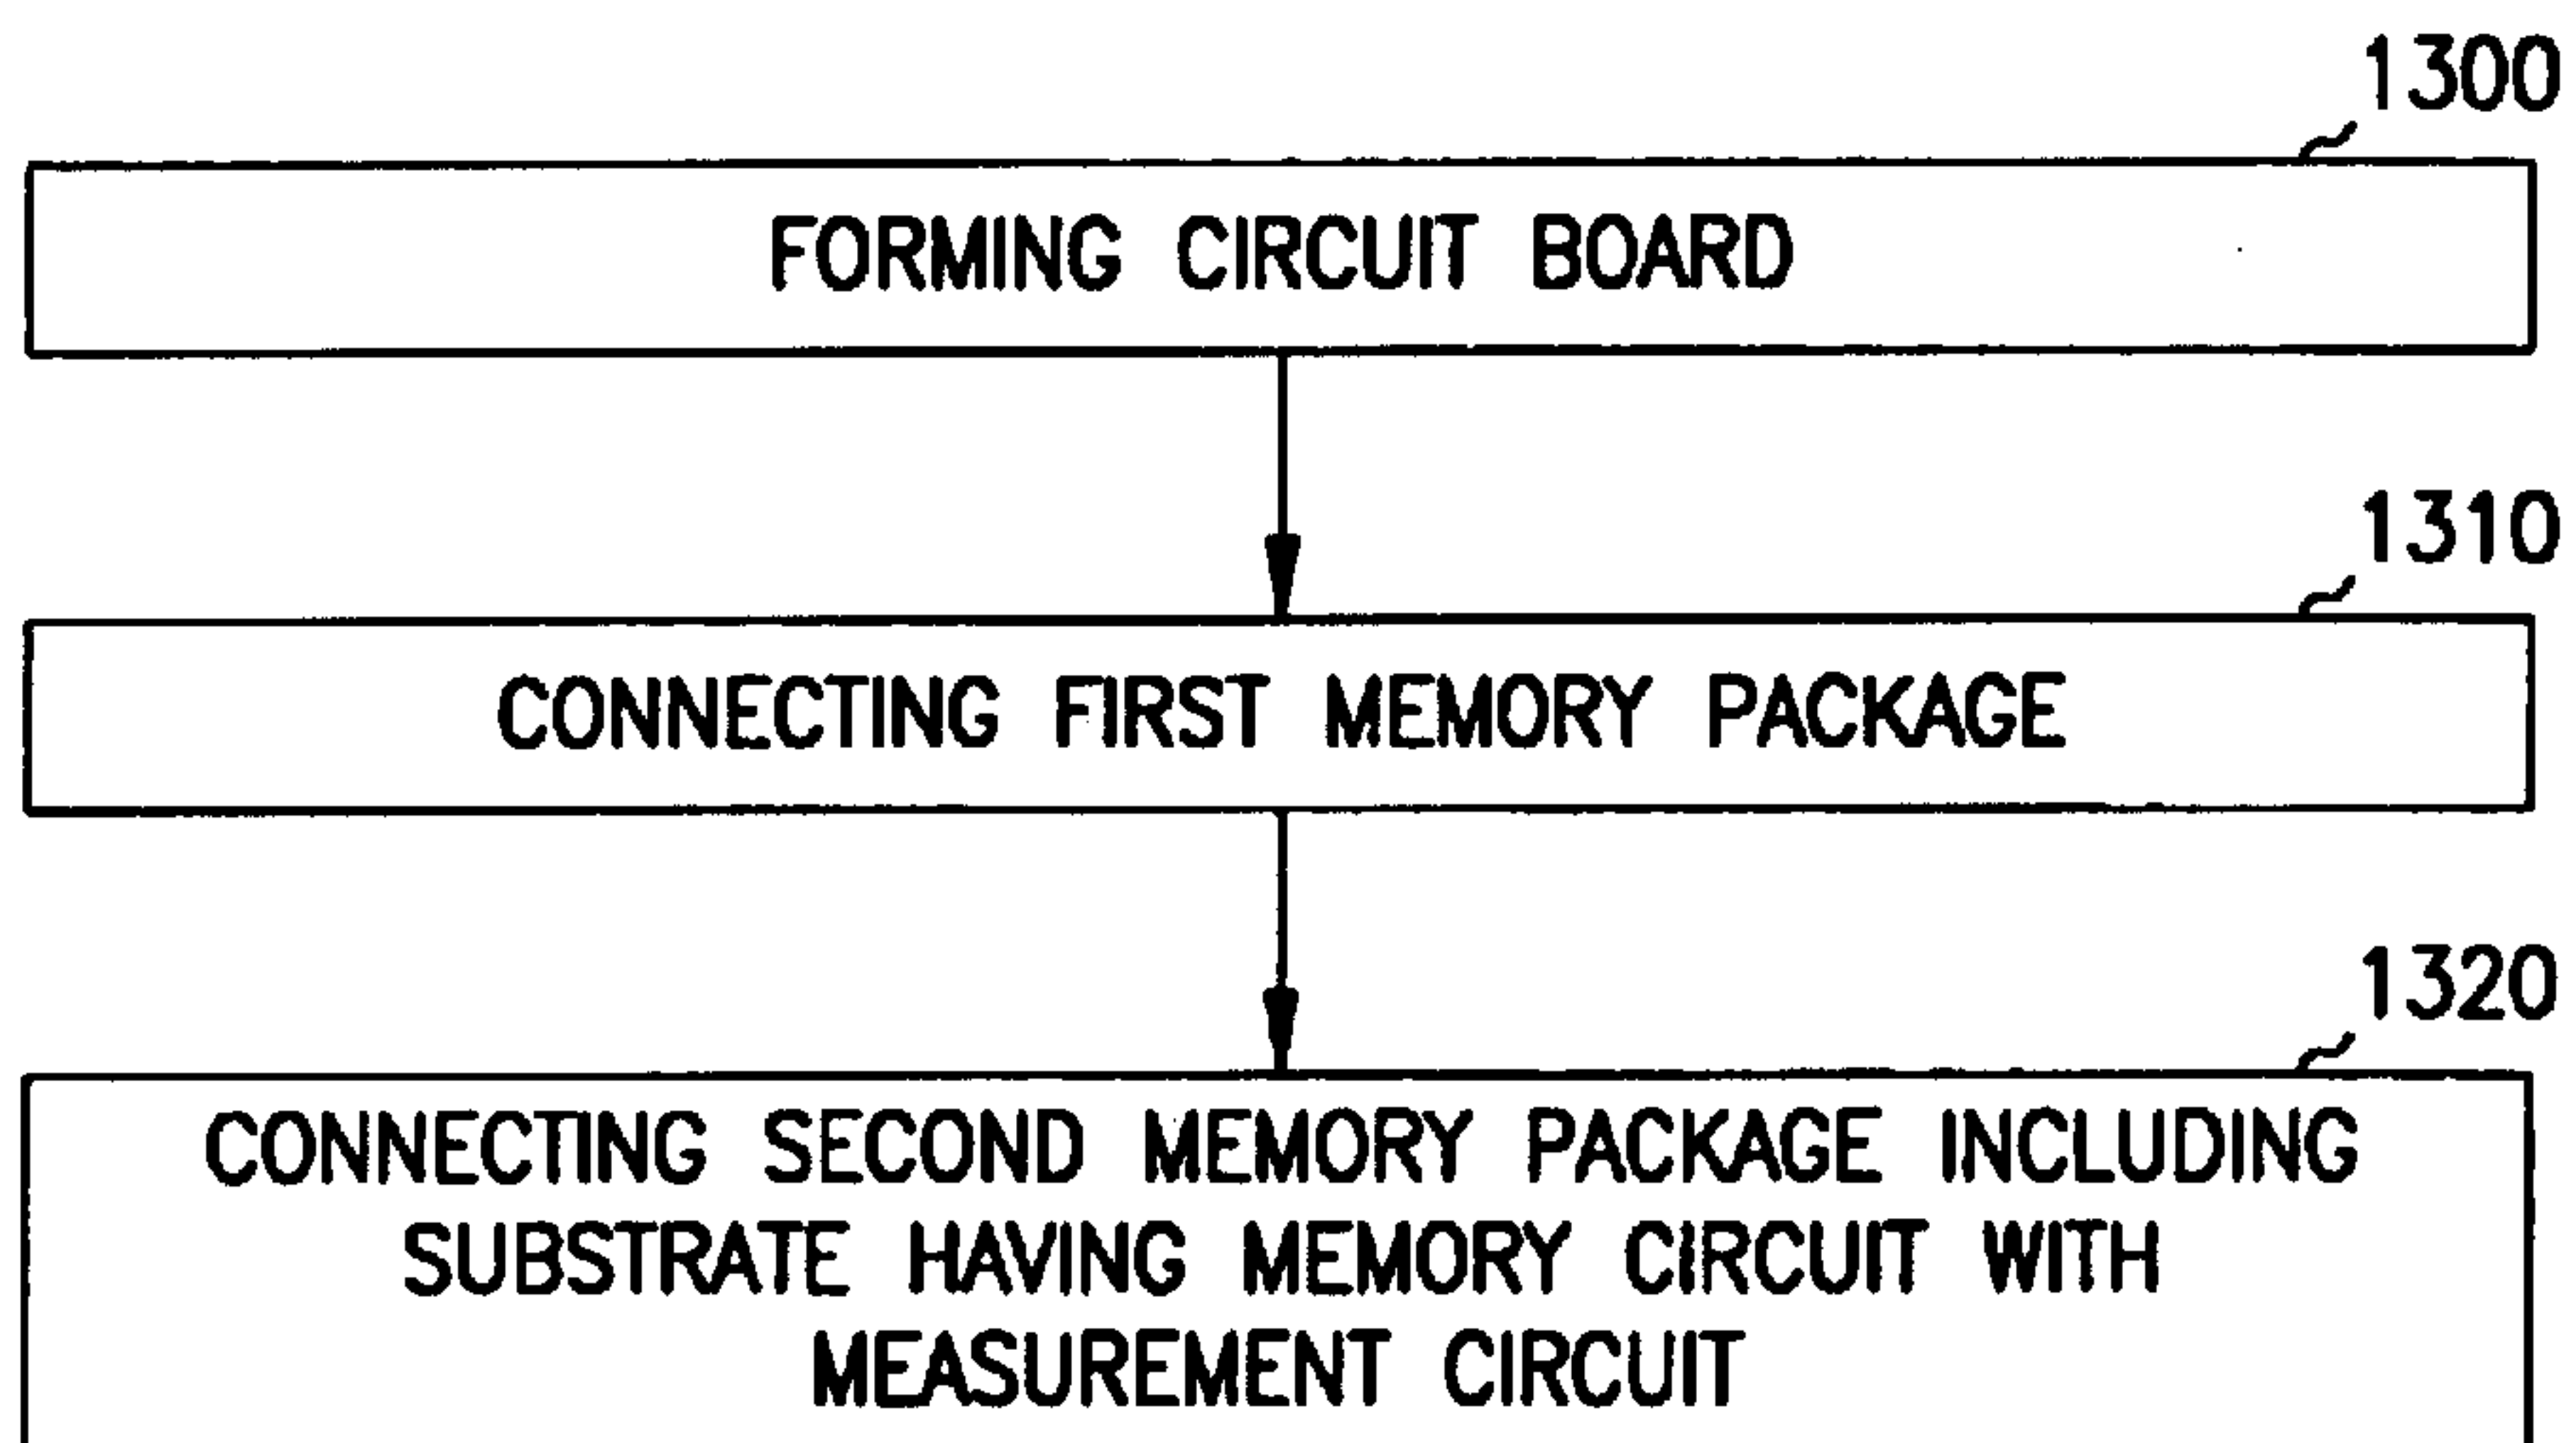 1300
FORMING CIRCUIT BOARD
1310
CONNECTING FIRST MEMORY PACKAGE
1320
CONNECTING SECOND MEMORY PACKAGE INCLUDING
SUBSTRATE HAVING MEMORY CIRCUIT WITH
MEASUREMENT CIRCUIT